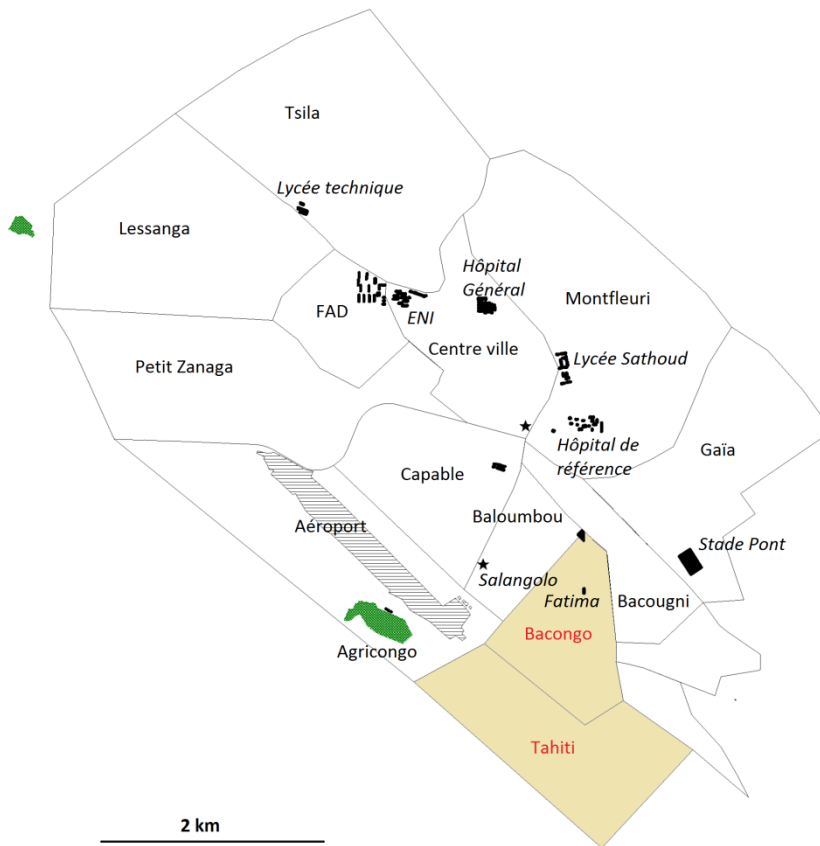 Tsila
Lycée technique
Lessanga
Hôpital
Général
Montfleuri
FAD
ENI
Centre ville
Petit Zanaga
Lycée Sathoud
Gaïa
Hôpital de
référence
Capable
Aéroport
Baloumbou
Stade Pont
Salangolo
Fatima
Bacougni
Bacongo
Agricongo
Tahiti
2 km